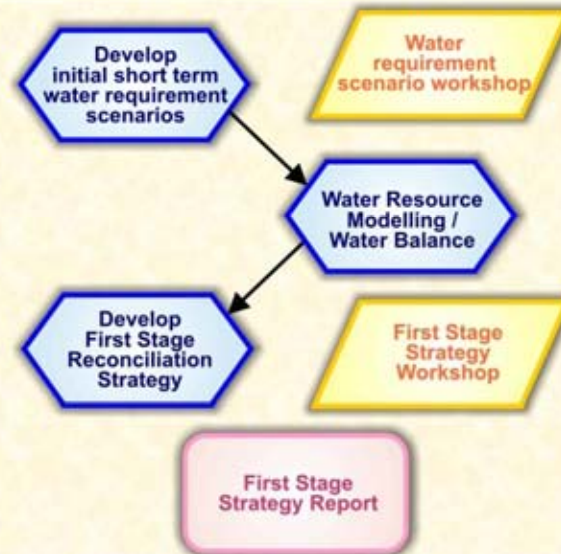 Develop
initial short term
water requirement
scenarios
Water
requirement
scenario workshop
Water Resource
Modelling /
Water Balance
Develop
First Stage
Reconciliation
Strategy
First Stage
Strategy
Workshop
First Stage
Strategy Report